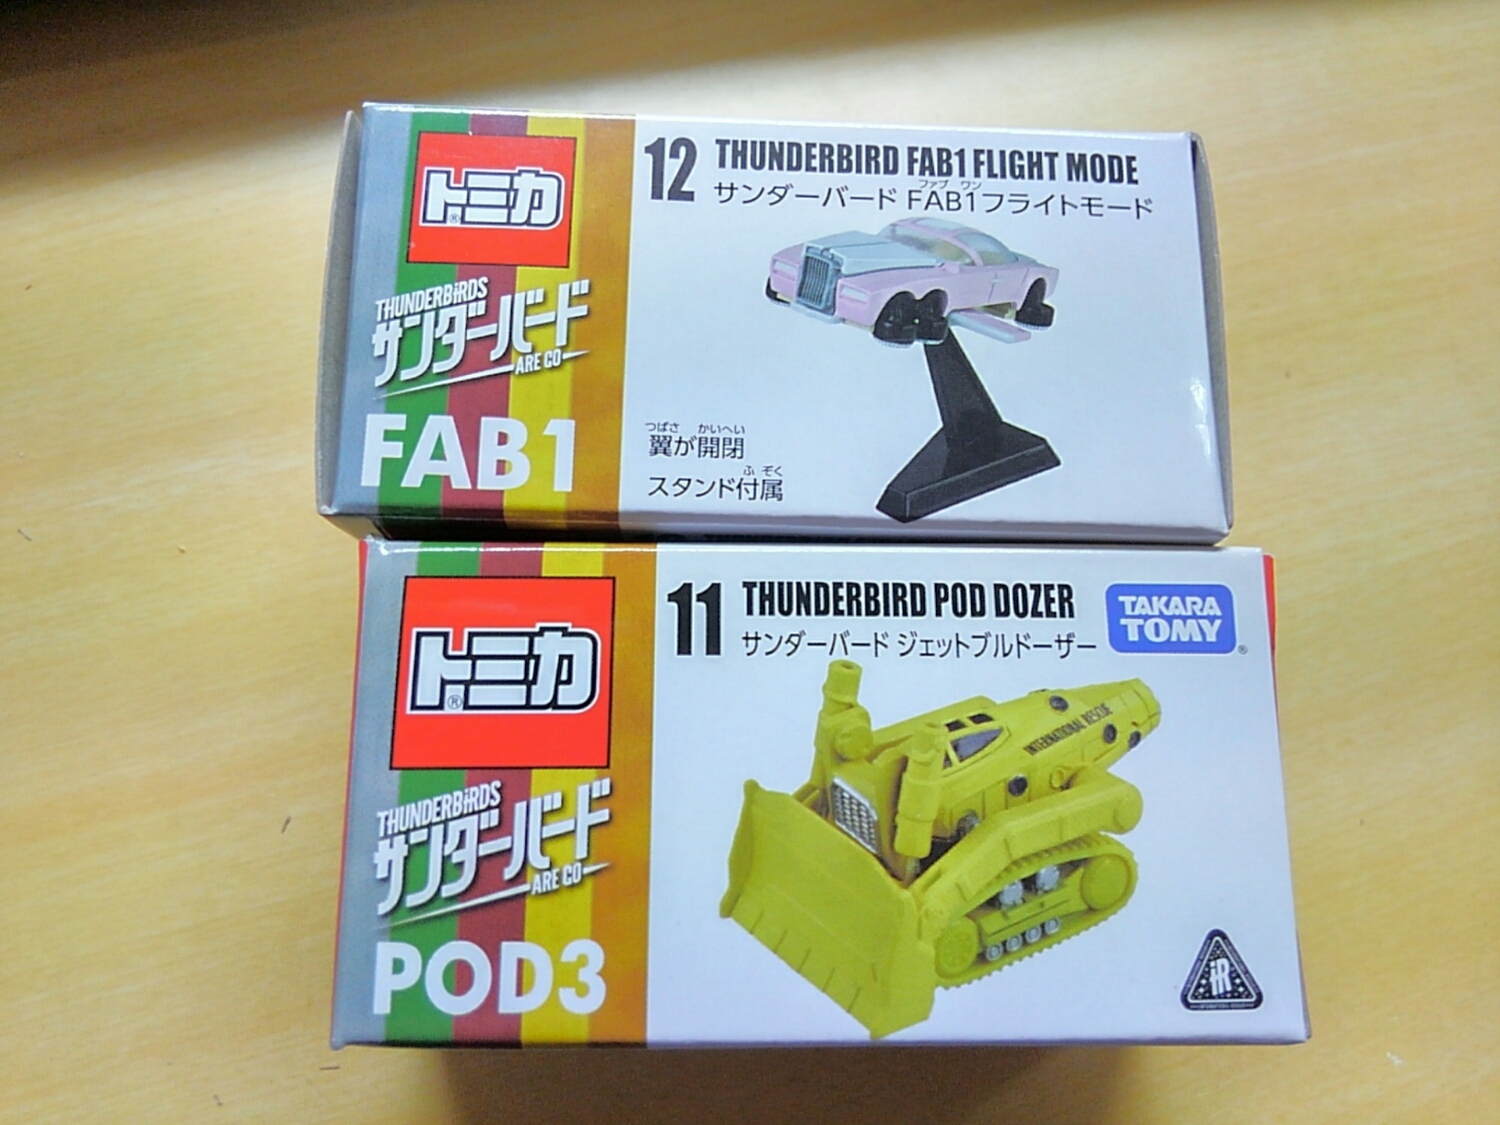 トミカ®
THUNDERBiRDS
サンダーバード
ARE GO
FAB1
12 THUNDERBIRD FAB1 FLIGHT MODE
ファブ ワン
サンダーバード FAB1フライトモード
つばさ かいへい
翼が開閉
ふ ぞく
スタンド付属
トミカ®
THUNDERBiRDS
サンダーバード
ARE GO
POD3
11 THUNDERBIRD POD DOZER
サンダーバード ジェットブルドーザー
TAKARA
TOMY®
INTERNATIONAL RESCUE
iR